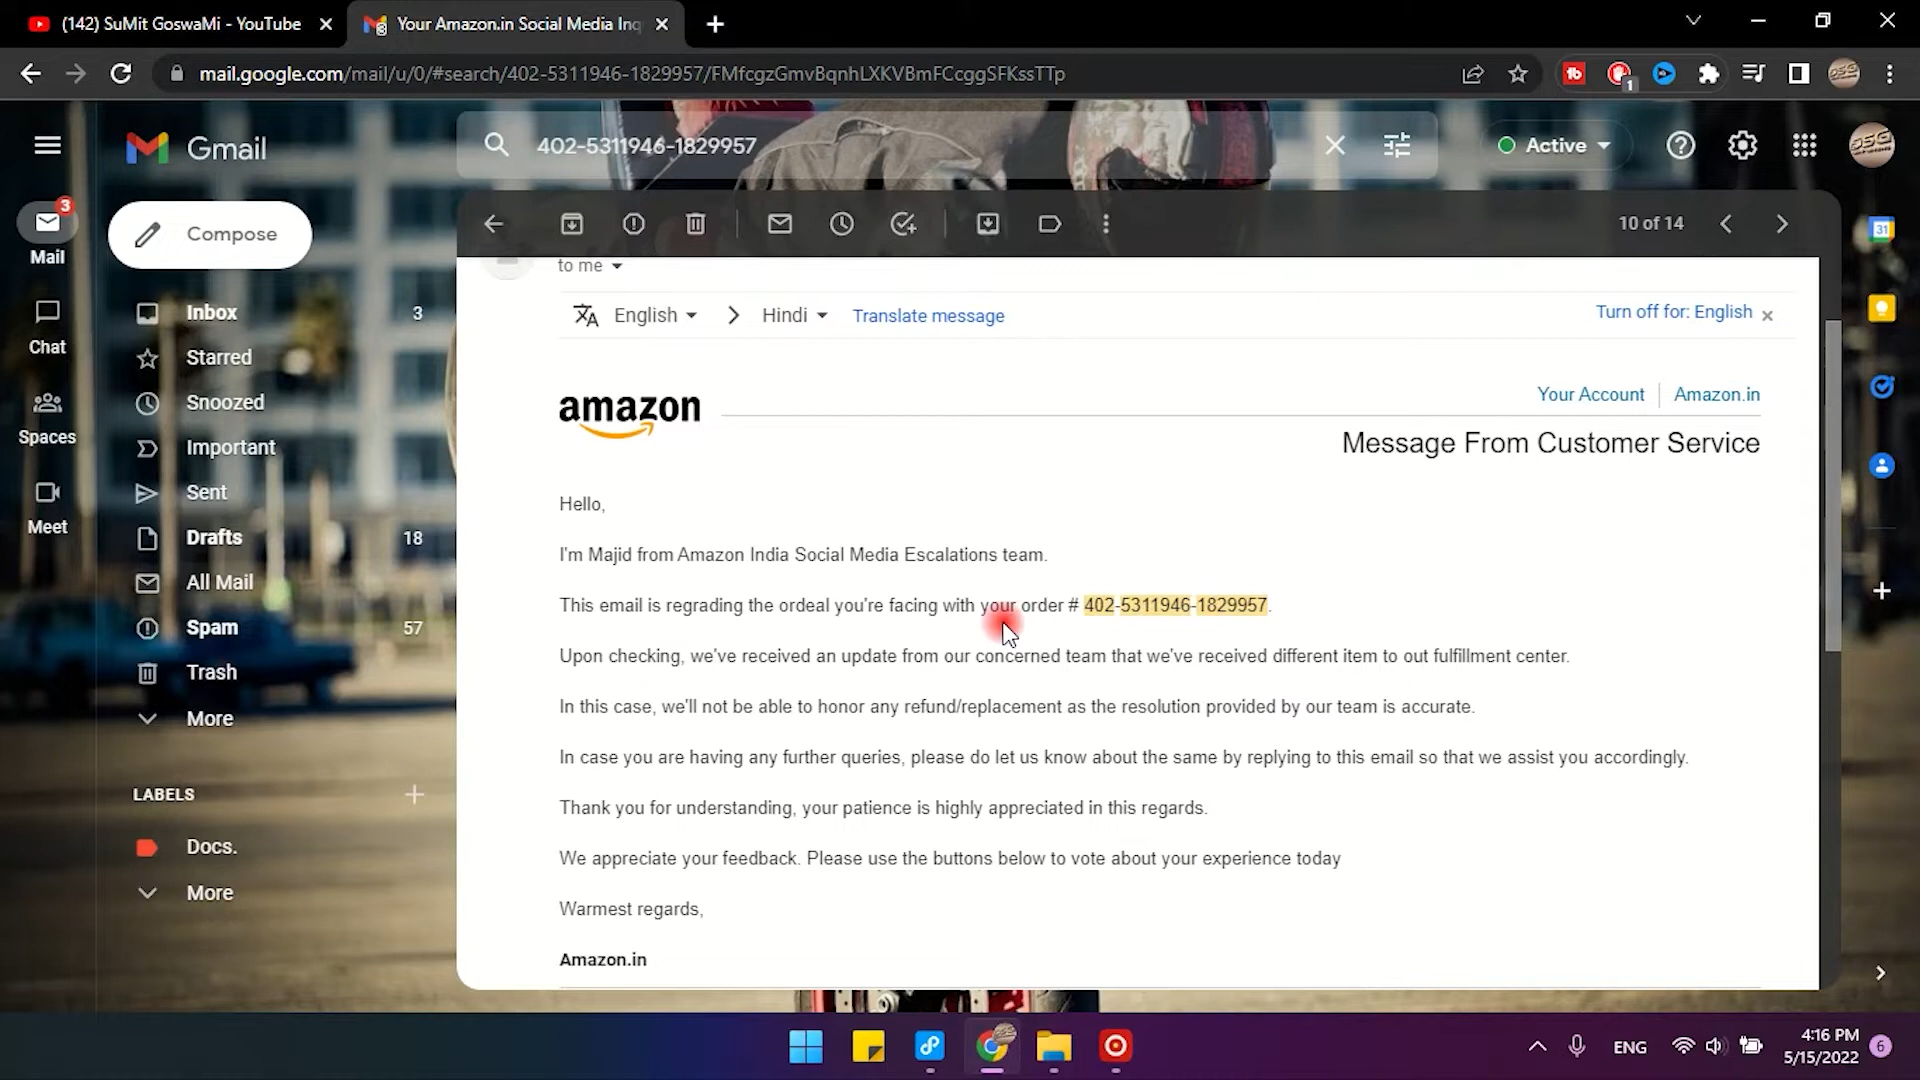 (142) SuMit GoswaMi - YouTube
Your Amazon.in Social Media Inq
mail.google.com/mail/u/0/#search/402-5311946-1829957/FMfcgzGmvBqnhLXKVBmFCcggSFKssTTp
1
Gmail
402-5311946-1829957
Active
3
Mail
Compose
10 of 14
31
to me
English
Hindi
Translate message
Turn off for: English
Inbox 3
Chat
Starred
Snoozed
Spaces
Important
Sent
Meet
Drafts 18
All Mail
Spam 57
Trash
More
LABELS
Docs.
More
amazon
Your Account
Amazon.in
Message From Customer Service
Hello,
I'm Majid from Amazon India Social Media Escalations team.
This email is regrading the ordeal you're facing with your order # 402-5311946-1829957.
Upon checking, we've received an update from our concerned team that we've received different item to out fulfillment center.
In this case, we'll not be able to honor any refund/replacement as the resolution provided by our team is accurate.
In case you are having any further queries, please do let us know about the same by replying to this email so that we assist you accordingly.
Thank you for understanding, your patience is highly appreciated in this regards.
We appreciate your feedback. Please use the buttons below to vote about your experience today
Warmest regards,
Amazon.in
ENG
4:16 PM
5/15/2022
6